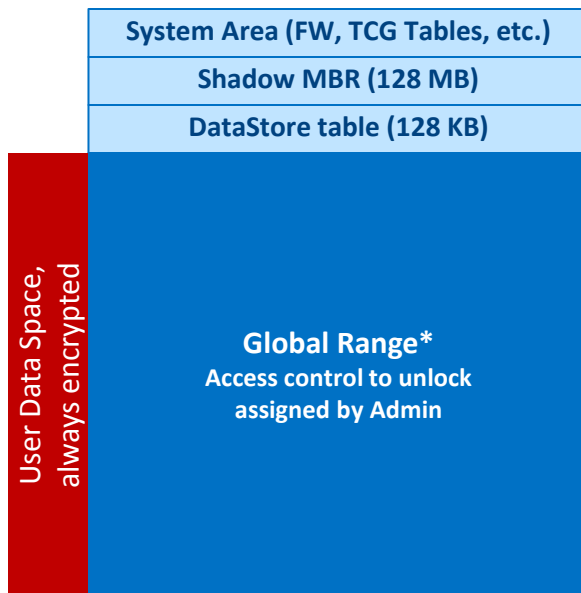 System Area (FW, TCG Tables, etc.)
Shadow MBR (128 MB)
DataStore table (128 KB)
User Data Space,
always encrypted
Global Range*
Access control to unlock
assigned by Admin